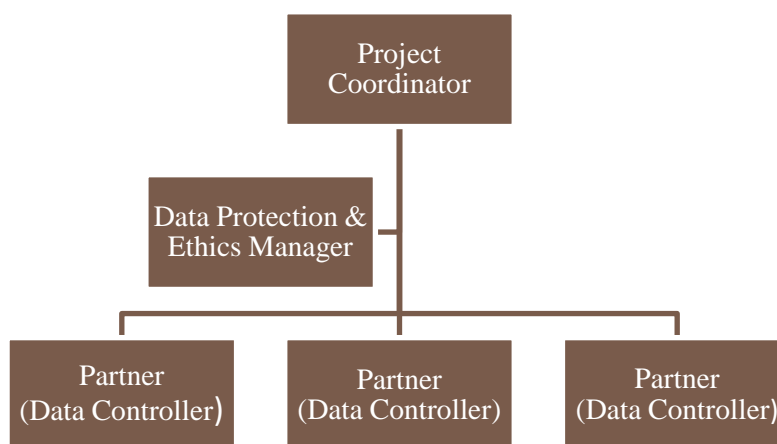 Project
Coordinator
Data Protection &
Ethics Manager
Partner
(Data Controller)
Partner
(Data Controller)
Partner
(Data Controller)